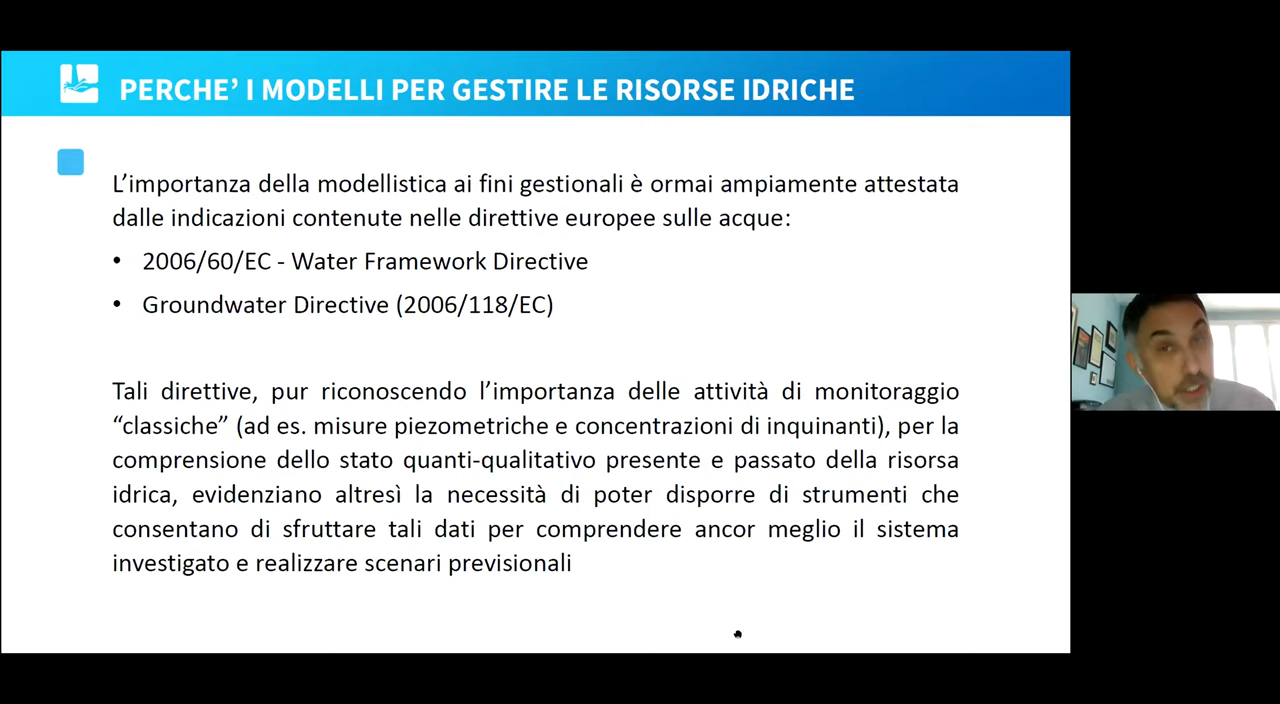 PERCHE’ I MODELLI PER GESTIRE LE RISORSE IDRICHE
L’importanza della modellistica ai fini gestionali è ormai ampiamente attestata
dalle indicazioni contenute nelle direttive europee sulle acque:
• 2006/60/EC - Water Framework Directive
• Groundwater Directive (2006/118/EC)
Tali direttive, pur riconoscendo l’importanza delle attività di monitoraggio
“classiche” (ad es. misure piezometriche e concentrazioni di inquinanti), per la
comprensione dello stato quanti-qualitativo presente e passato della risorsa
idrica, evidenziano altresì la necessità di poter disporre di strumenti che
consentano di sfruttare tali dati per comprendere ancor meglio il sistema
investigato e realizzare scenari previsionali